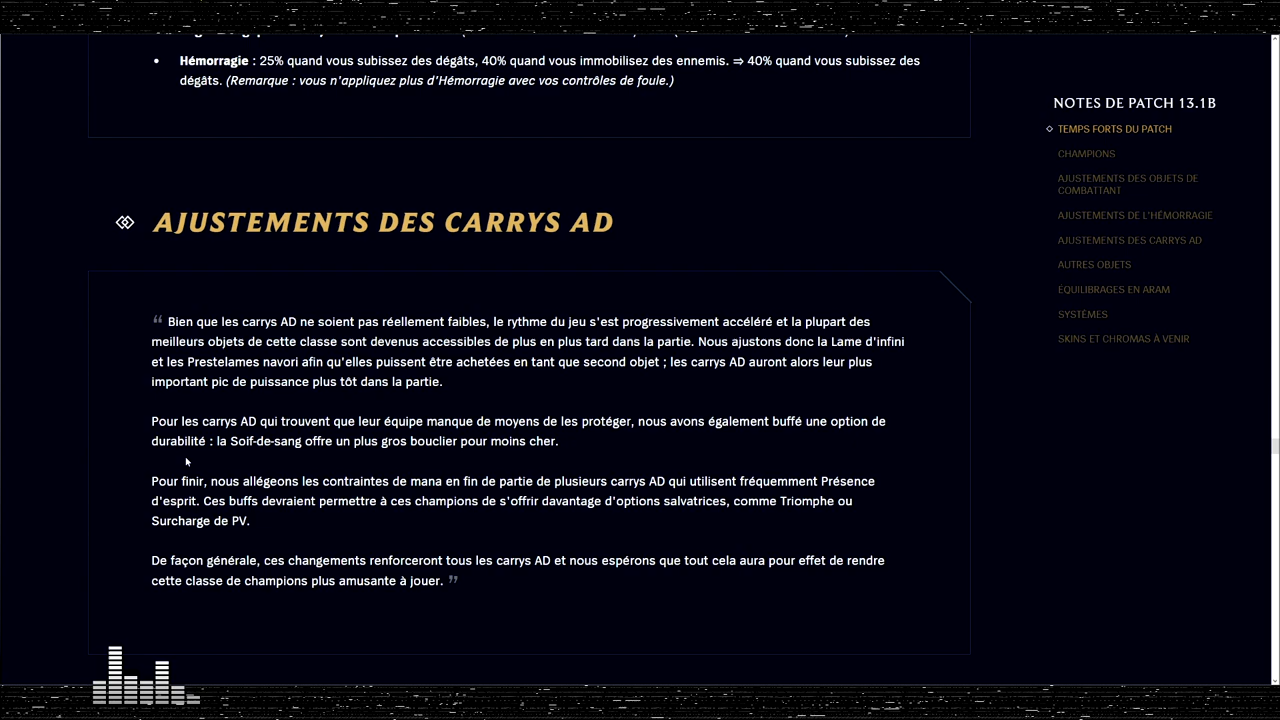 Hémorragie : 25% quand vous subissez des dégâts, 40% quand vous immobilisez des ennemis. ⇒ 40% quand vous subissez des
dégâts. (Remarque : vous n'appliquez plus d'Hémorragie avec vos contrôles de foule.)
AJUSTEMENTS DES CARRYS AD
“ Bien que les carrys AD ne soient pas réellement faibles, le rythme du jeu s'est progressivement accéléré et la plupart des
meilleurs objets de cette classe sont devenus accessibles de plus en plus tard dans la partie. Nous ajustons donc la Lame d'infini
et les Prestelames navori afin qu'elles puissent être achetées en tant que second objet ; les carrys AD auront alors leur plus
important pic de puissance plus tôt dans la partie.
Pour les carrys AD qui trouvent que leur équipe manque de moyens de les protéger, nous avons également buffé une option de
durabilité : la Soif-de-sang offre un plus gros bouclier pour moins cher.
Pour finir, nous allégeons les contraintes de mana en fin de partie de plusieurs carrys AD qui utilisent fréquemment Présence
d'esprit. Ces buffs devraient permettre à ces champions de s'offrir davantage d'options salvatrices, comme Triomphe ou
Surcharge de PV.
De façon générale, ces changements renforceront tous les carrys AD et nous espérons que tout cela aura pour effet de rendre
cette classe de champions plus amusante à jouer. ”
NOTES DE PATCH 13.1B
TEMPS FORTS DU PATCH
CHAMPIONS
AJUSTEMENTS DES OBJETS DE
COMBATTANT
AJUSTEMENTS DE L'HÉMORRAGIE
AJUSTEMENTS DES CARRYS AD
AUTRES OBJETS
ÉQUILIBRAGES EN ARAM
SYSTÈMES
SKINS ET CHROMAS À VENIR